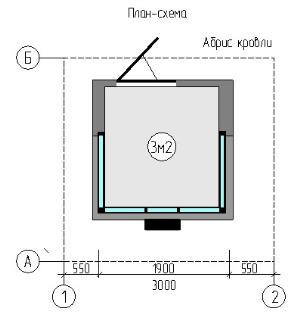 План-схема
Абрис кровли
Б
3м2
А
550 1900 550
1 3000 2